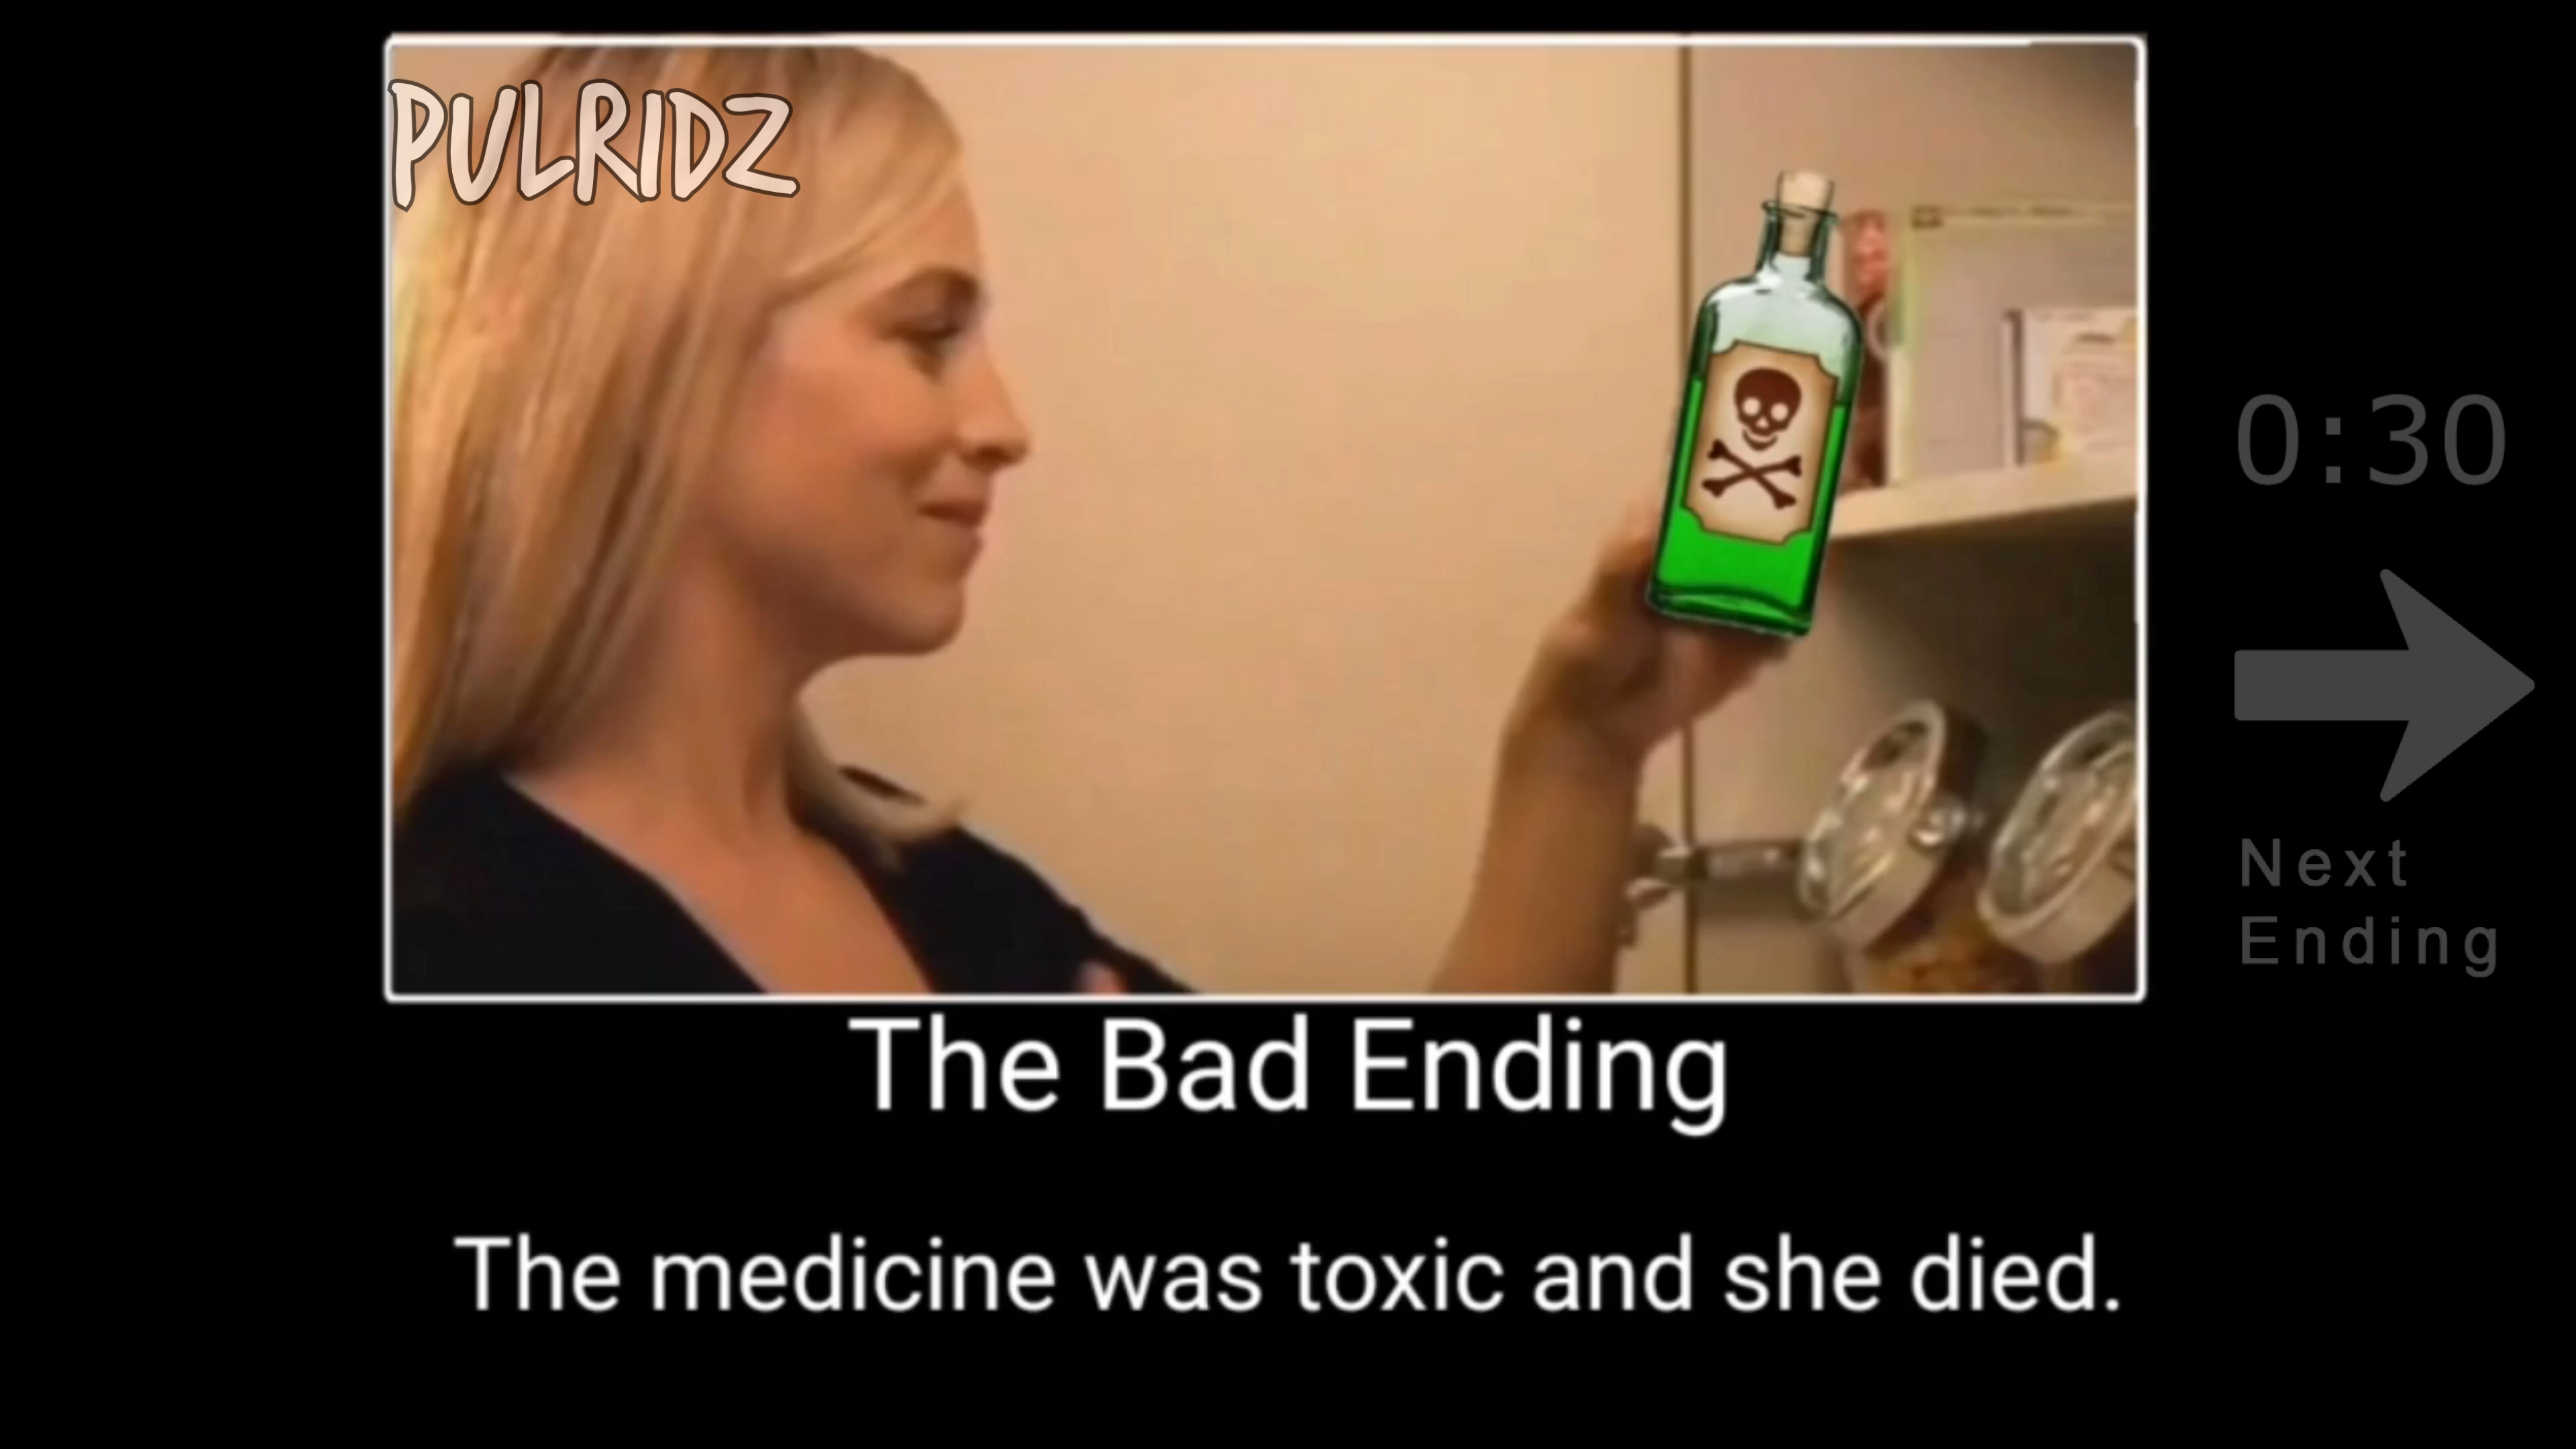 PULRIDZ
0:30
Next
Ending
The Bad Ending
The medicine was toxic and she died.